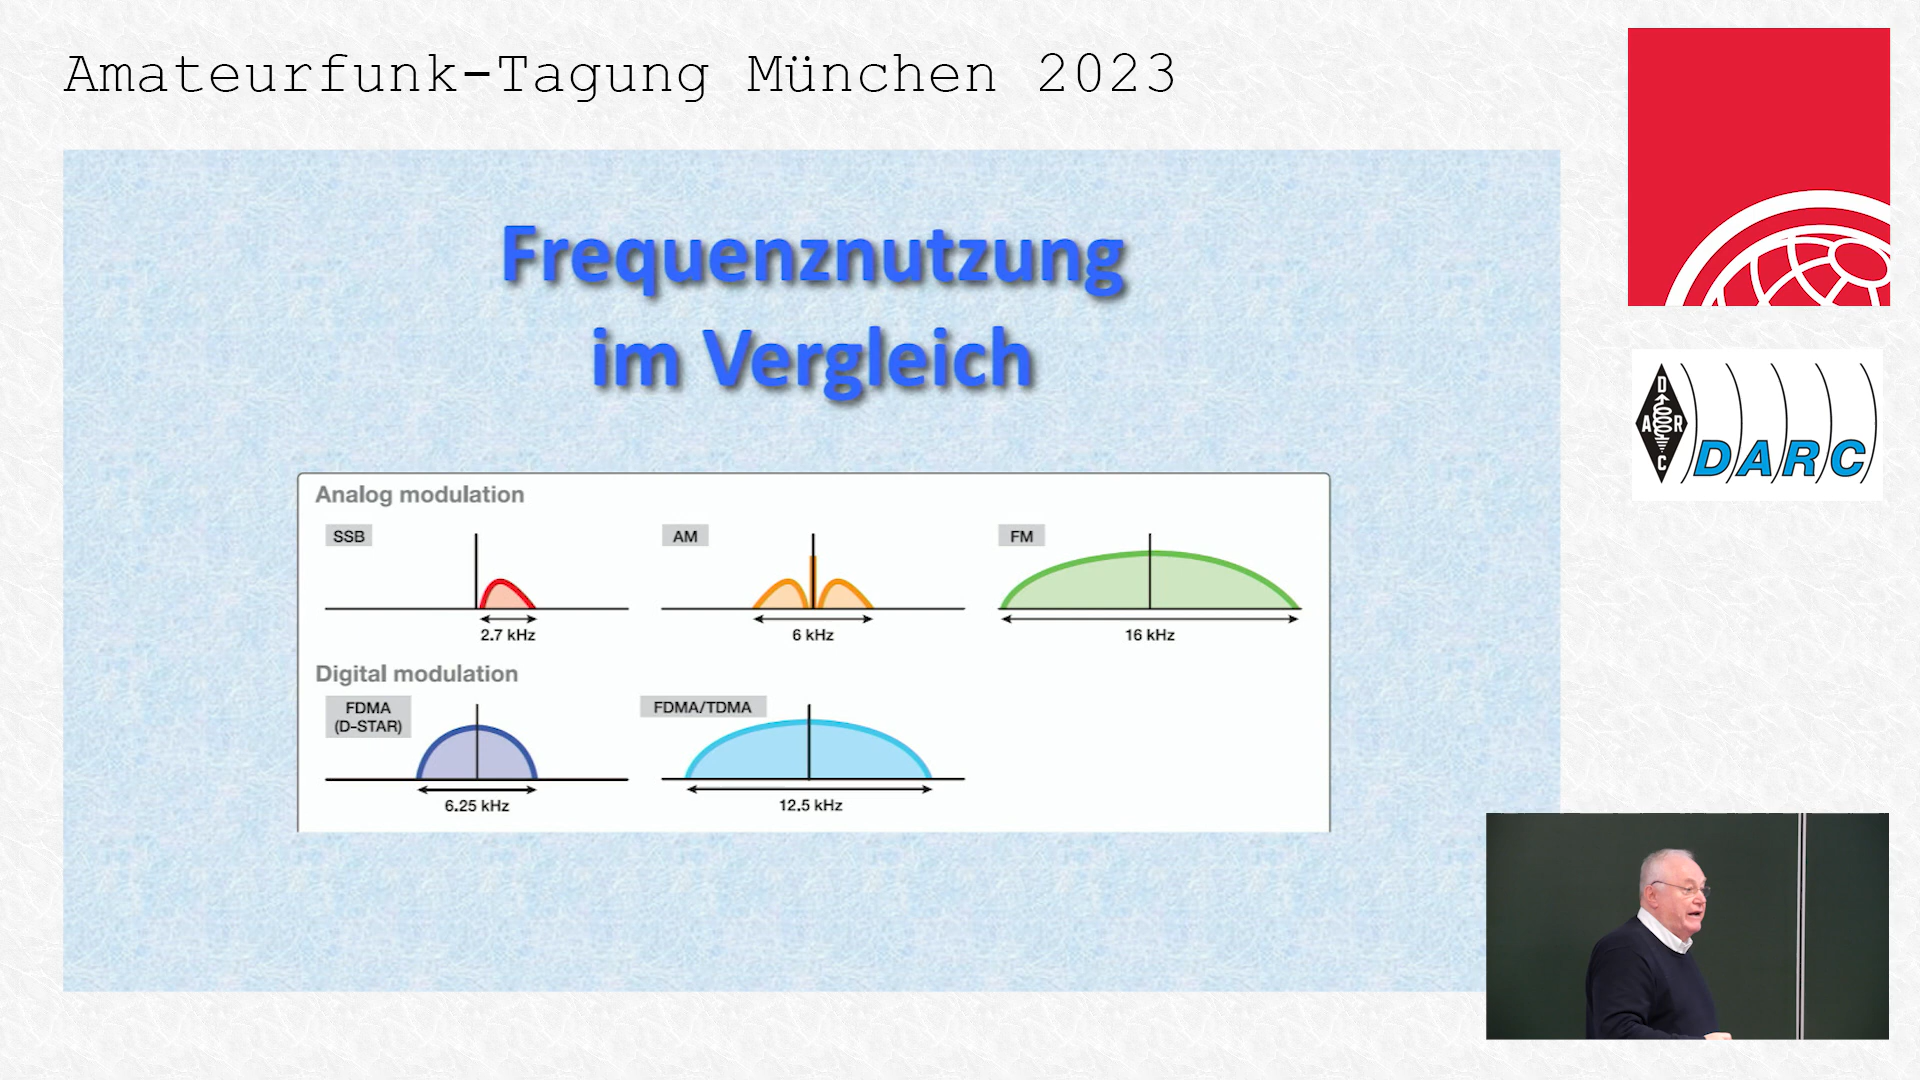 Amateurfunk-Tagung München 2023
Frequenznutzung
im Vergleich
Analog modulation
SSB
AM
FM
2.7 kHz
6 kHz
16 kHz
Digital modulation
FDMA
(D-STAR)
FDMA/TDMA
6.25 kHz
12.5 kHz
D
A R
C
DARC